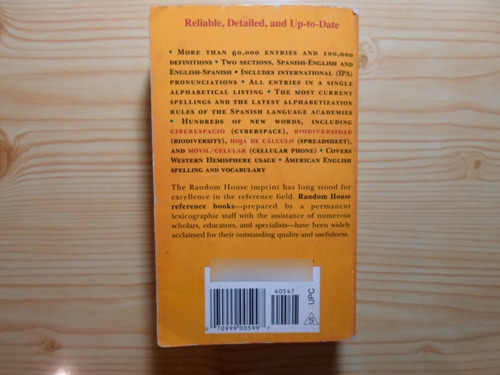 Reliable, Detailed, and Up-to-Date
• More than 60,000 entries and 100,000
definitions • Two sections, Spanish-English and
English-Spanish • Includes international (IPA)
pronunciations • All entries in a single
alphabetical listing • The most current
spellings and the latest alphabetization
rules of the Spanish language academies
• Hundreds of new words, including
ciberespacio (cyberspace), biodiversidad
(biodiversity), hoja de cálculo (spreadsheet),
and móvil/celular (cellular phone) • Covers
Western Hemisphere usage • American English
spelling and vocabulary
The Random House imprint has long stood for
excellence in the reference field. Random House
reference books—prepared by a permanent
lexicographic staff with the assistance of numerous
scholars, educators, and specialists—have been widely
acclaimed for their outstanding quality and usefulness.
40547
0 70999 00599 7
S UPC